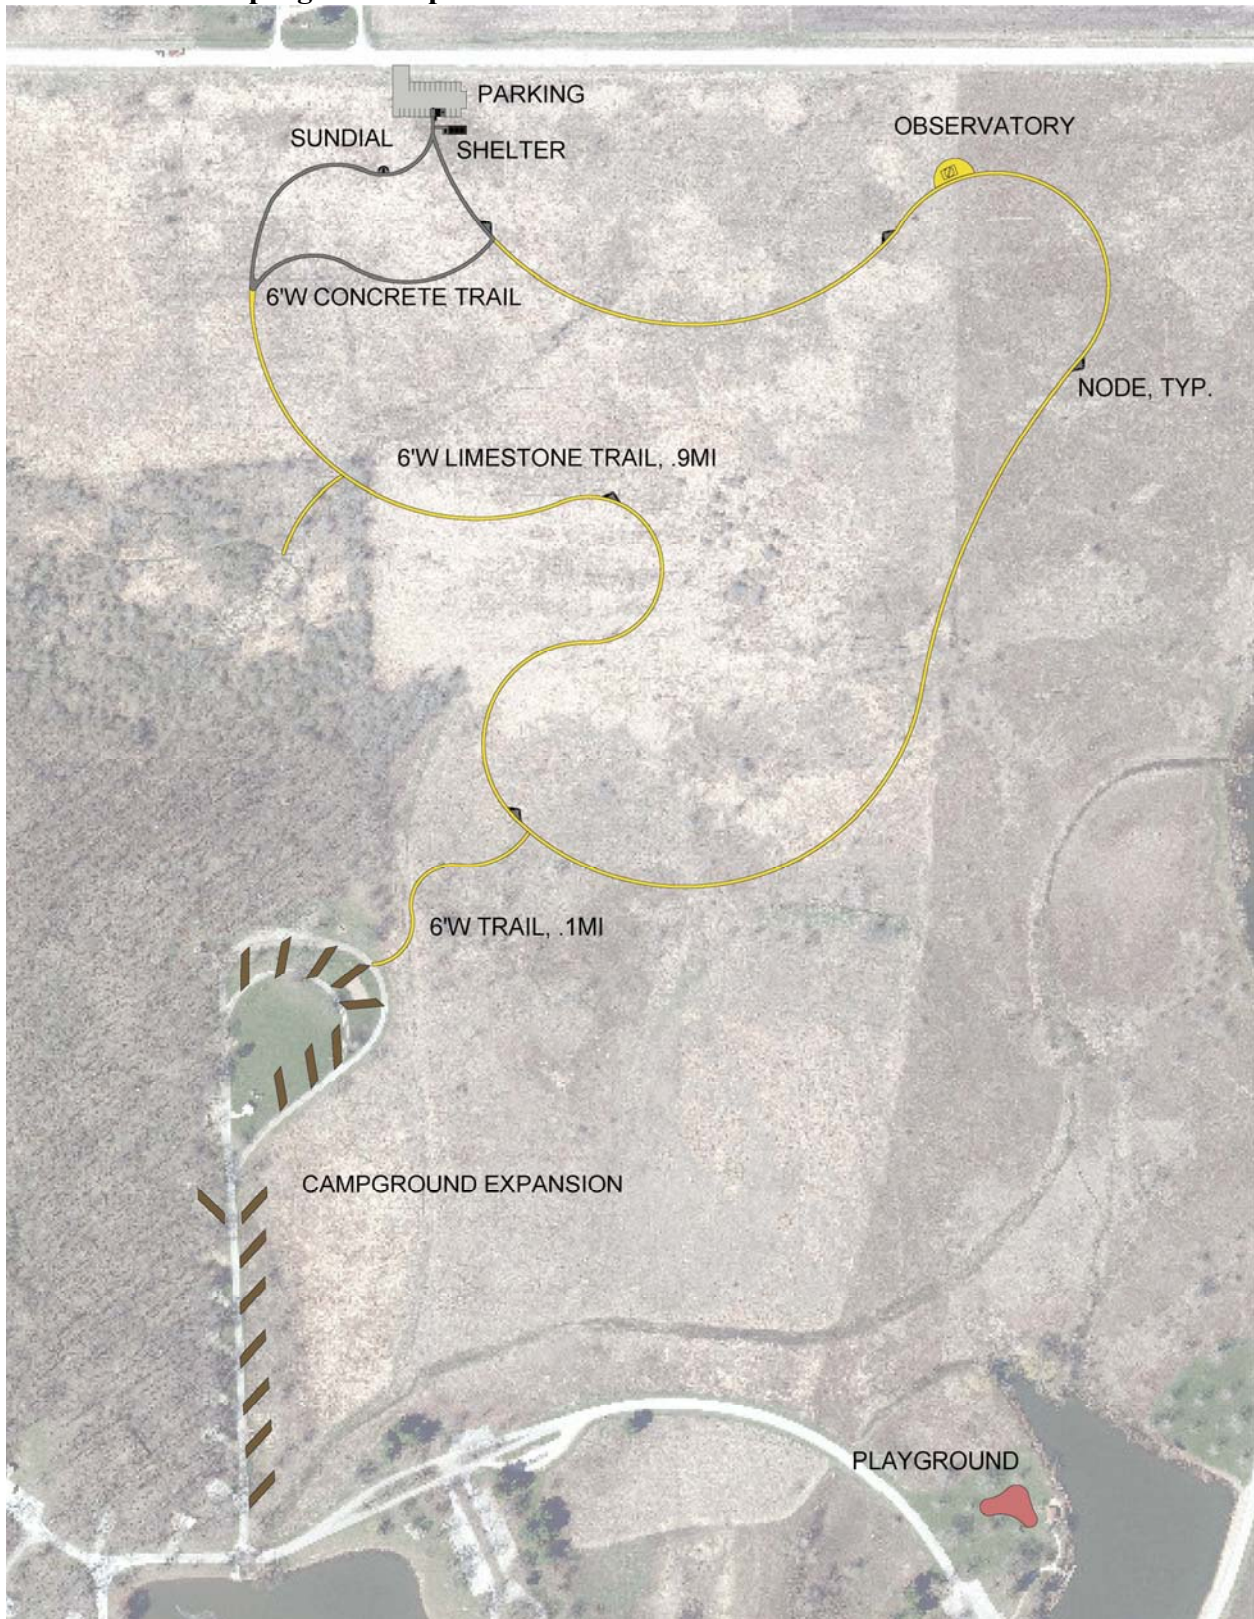 PARKING
OBSERVATORY
SUNDIAL
SHELTER
6'W CONCRETE TRAIL
NODE, TYP.
6'W LIMESTONE TRAIL, .9MI
6'W TRAIL, .1MI
CAMPGROUND EXPANSION
PLAYGROUND